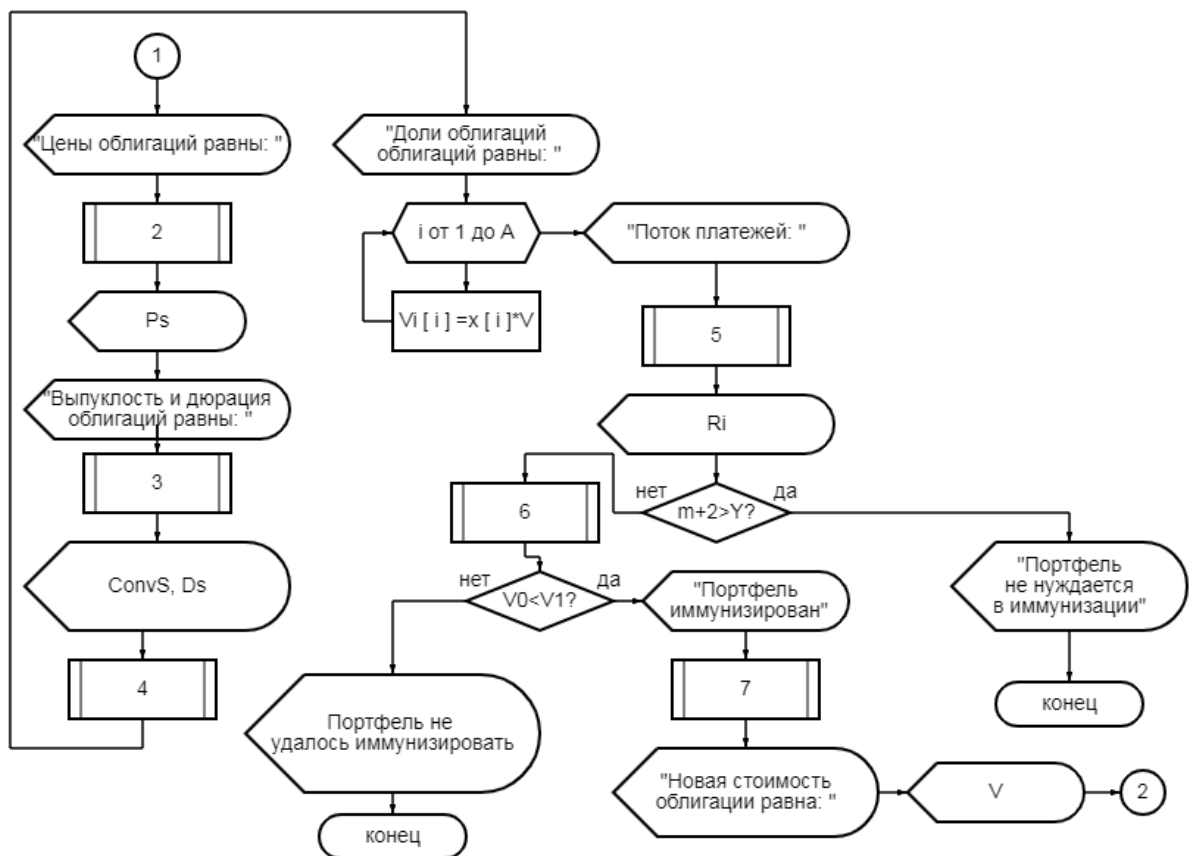 1
"Цены облигаций равны: "
2
Ps
"Выпуклость и дюрация
облигаций равны: "
3
ConvS, Ds
4
"Доли облигаций
облигаций равны: "
i от 1 до A
Vi [ i ] =x [ i ]*V
"Поток платежей: "
5
Ri
m+2>Y?
нет
да
6
V0<V1?
нет
да
"Портфель
не нуждается
в иммунизации"
конец
Портфель не
удалось иммунизировать
конец
"Портфель
иммунизирован"
7
"Новая стоимость
облигации равна: "
V
2